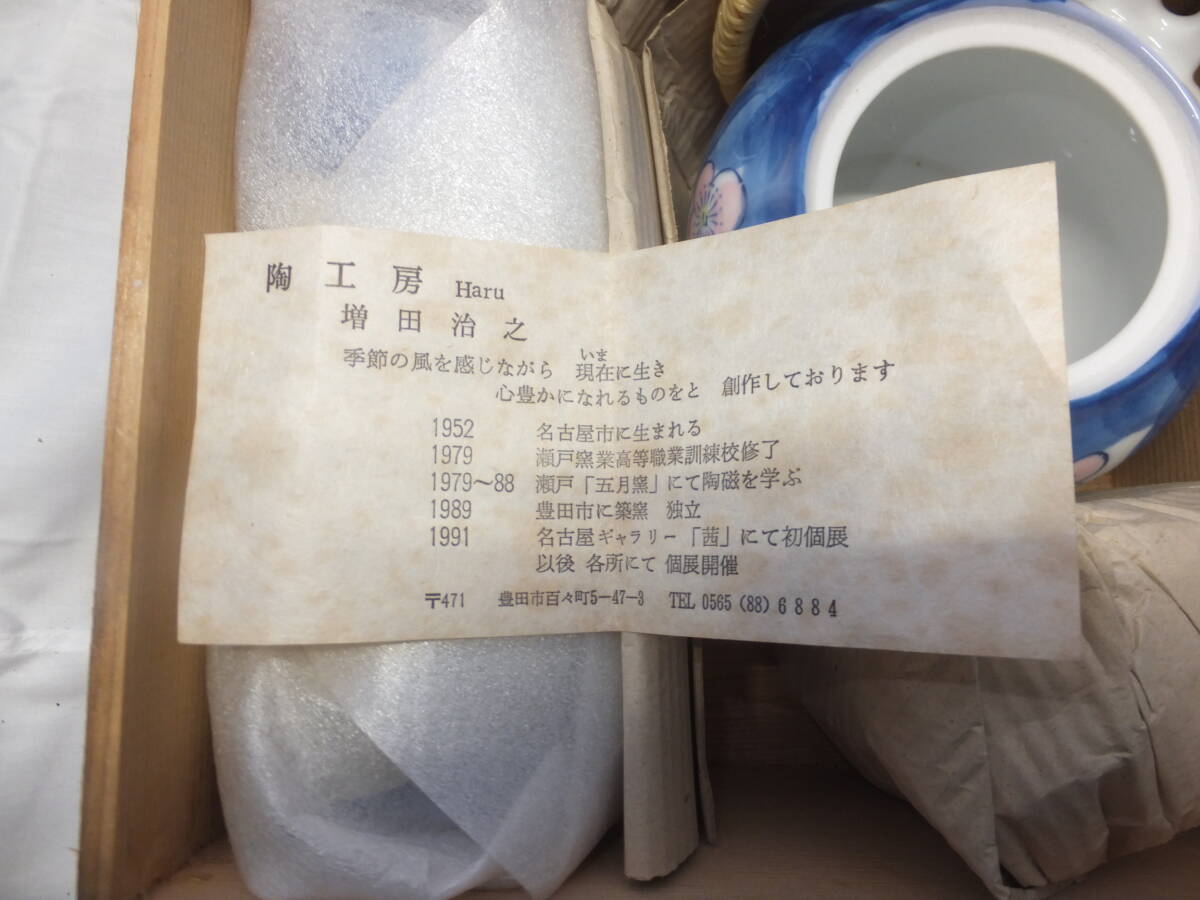 陶 工 房 Haru
増 田 治 之
いま
季節の風を感じながら 現在に生き
心豊かになれるものをと 創作しております
1952 名古屋市に生まれる
1979 瀬戸窯業高等職業訓練校修了
1979〜88 瀬戸「五月窯」にて陶磁を学ぶ
1989 豊田市に築窯 独立
1991 名古屋ギャラリー「茜」にて初個展
以後 各所にて 個展開催
〒471 豊田市百々町5-47-3 TEL 0565 (88) 6884